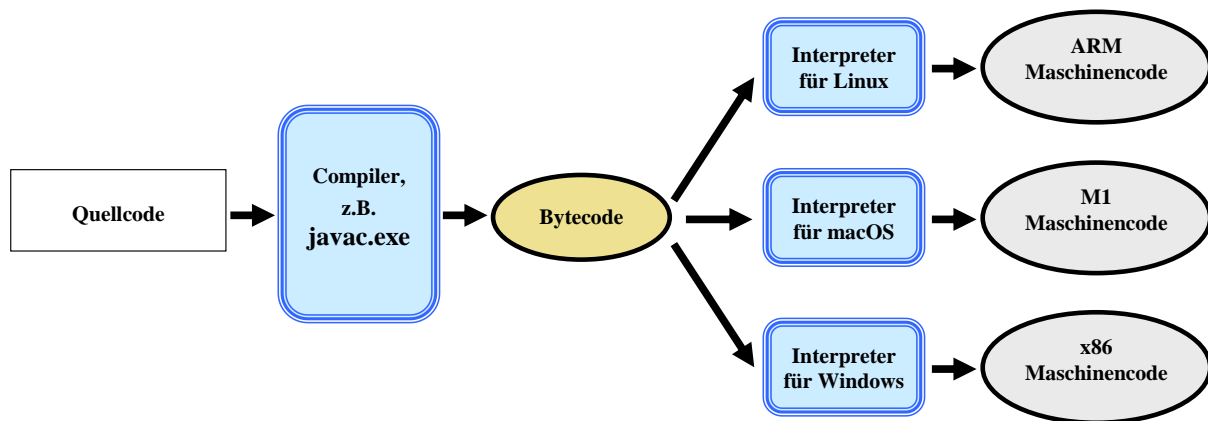 Quellcode
Compiler,
z.B.
javac.exe
Bytecode
Interpreter
für Linux
ARM
Maschinencode
Interpreter
für macOS
M1
Maschinencode
Interpreter
für Windows
x86
Maschinencode